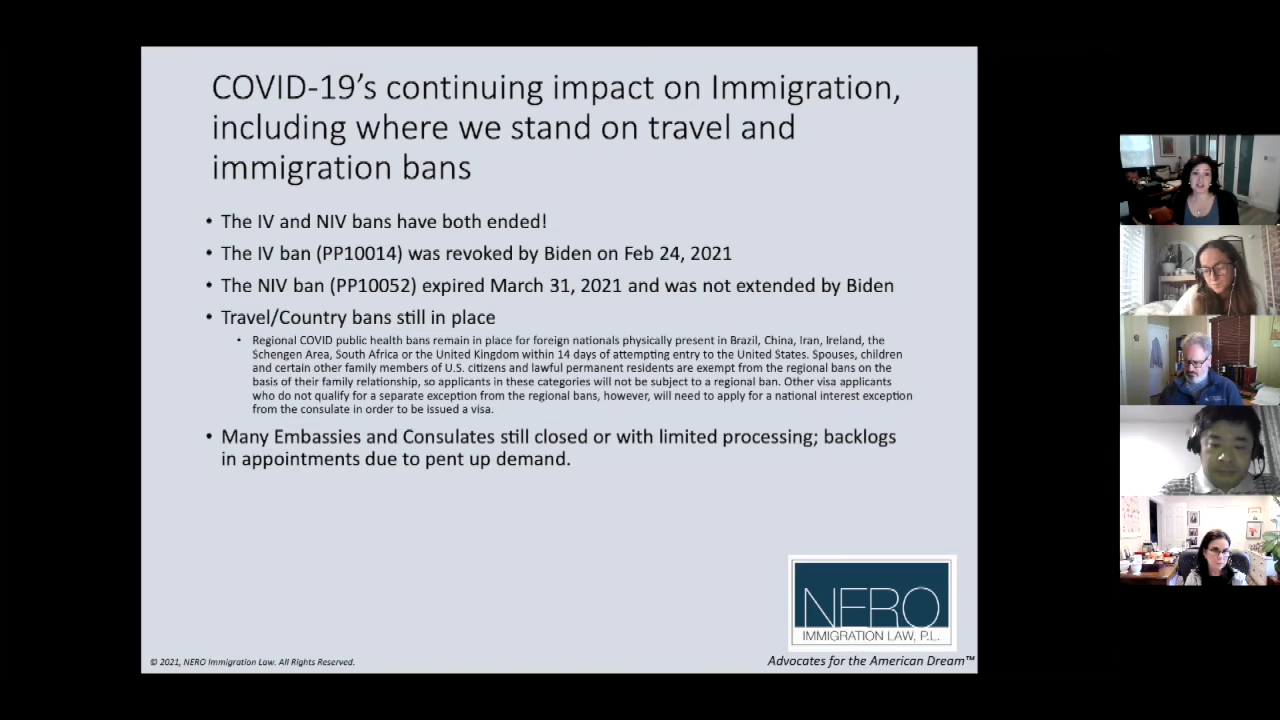 COVID-19’s continuing impact on Immigration,
including where we stand on travel and
immigration bans
• The IV and NIV bans have both ended!
• The IV ban (PP10014) was revoked by Biden on Feb 24, 2021
• The NIV ban (PP10052) expired March 31, 2021 and was not extended by Biden
• Travel/Country bans still in place
• Regional COVID public health bans remain in place for foreign nationals physically present in Brazil, China, Iran, Ireland, the
Schengen Area, South Africa or the United Kingdom within 14 days of attempting entry to the United States. Spouses, children
and certain other family members of U.S. citizens and lawful permanent residents are exempt from the regional bans on the
basis of their family relationship, so applicants in these categories will not be subject to a regional ban. Other visa applicants
who do not qualify for a separate exception from the regional bans, however, will need to apply for a national interest exception
from the consulate in order to be issued a visa.
• Many Embassies and Consulates still closed or with limited processing; backlogs
in appointments due to pent up demand.
NERO
IMMIGRATION LAW, P.L.
© 2021, NERO Immigration Law. All Rights Reserved.
Advocates for the American Dream™